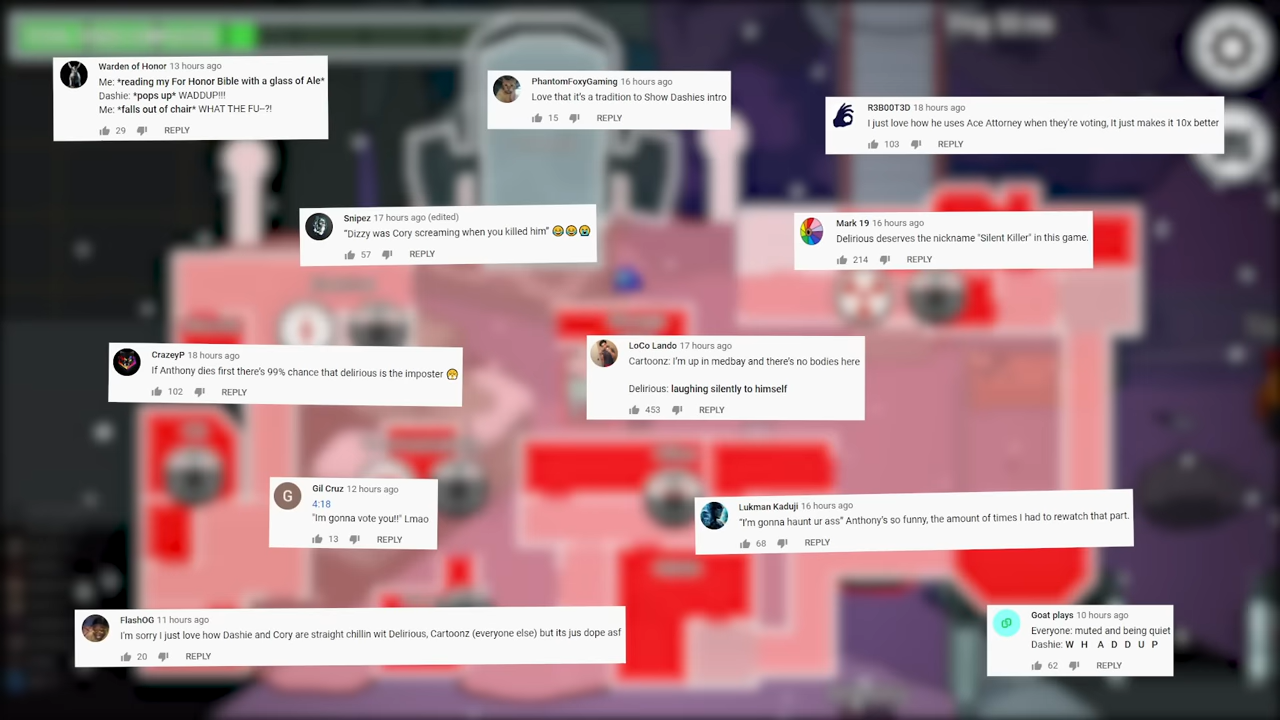 Warden of Honor 13 hours ago
Me: *reading my For Honor Bible with a glass of Ale*
Dashie: *pops up* WADDUP!!!
Me: *falls out of chair* WHAT THE FU--?!
29 REPLY
PhantomFoxyGaming 16 hours ago
Love that it's a tradition to Show Dashies intro
15 REPLY
R3B00T3D 18 hours ago
I just love how he uses Ace Attorney when they're voting, It just makes it 10x better
103 REPLY
Snipez 17 hours ago (edited)
"Dizzy was Cory screaming when you killed him" 😂😂😭
57 REPLY
Mark 19 16 hours ago
Delirious deserves the nickname "Silent Killer" in this game.
214 REPLY
CrazeyP 18 hours ago
If Anthony dies first there's 99% chance that delirious is the imposter 😤
102 REPLY
LoCo Lando 17 hours ago
Cartoonz: I'm up in medbay and there's no bodies here
Delirious: laughing silently to himself
453 REPLY
G
Gil Cruz 12 hours ago
4:18
"Im gonna vote you!!" Lmao
13 REPLY
Lukman Kaduji 16 hours ago
"I'm gonna haunt ur ass" Anthony's so funny, the amount of times I had to rewatch that part.
68 REPLY
FlashOG 11 hours ago
I'm sorry I just love how Dashie and Cory are straight chillin wit Delirious, Cartoonz (everyone else) but its jus dope asf
20 REPLY
Goat plays 10 hours ago
Everyone: muted and being quiet
Dashie: W H A D D U P
62 REPLY